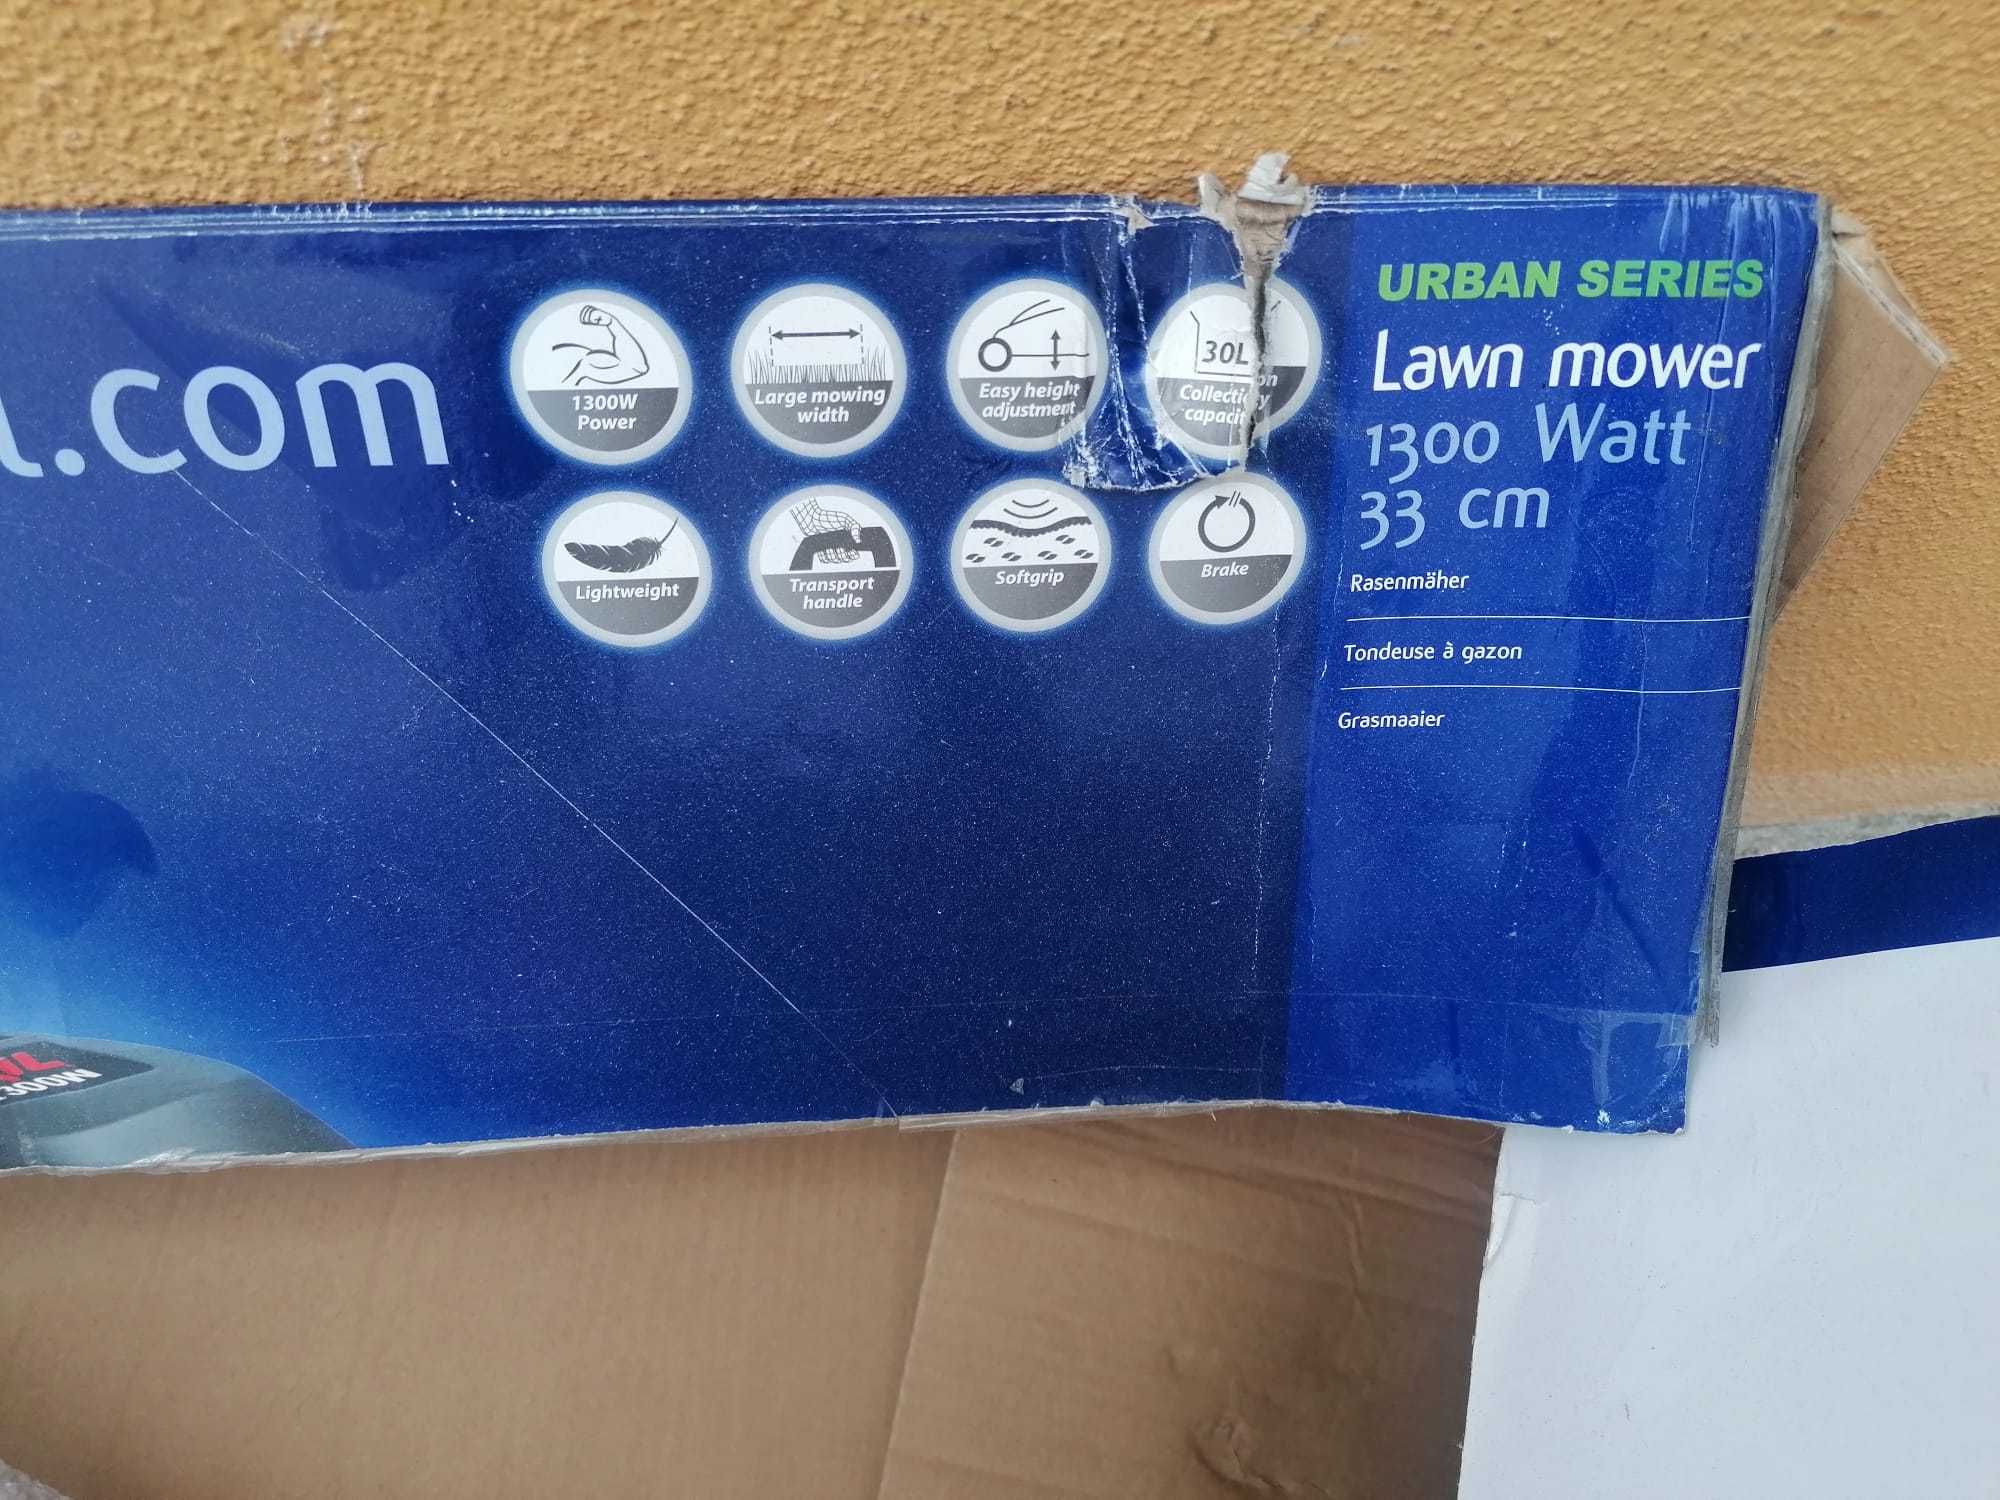 .com
1300W
Power
Large mowing
width
Easy height
adjustment
30L
Collection
capacity
Lightweight
Transport
handle
Softgrip
Brake
URBAN SERIES
Lawn mower
1300 Watt
33 cm
Rasenmäher
Tondeuse à gazon
Grasmaaier